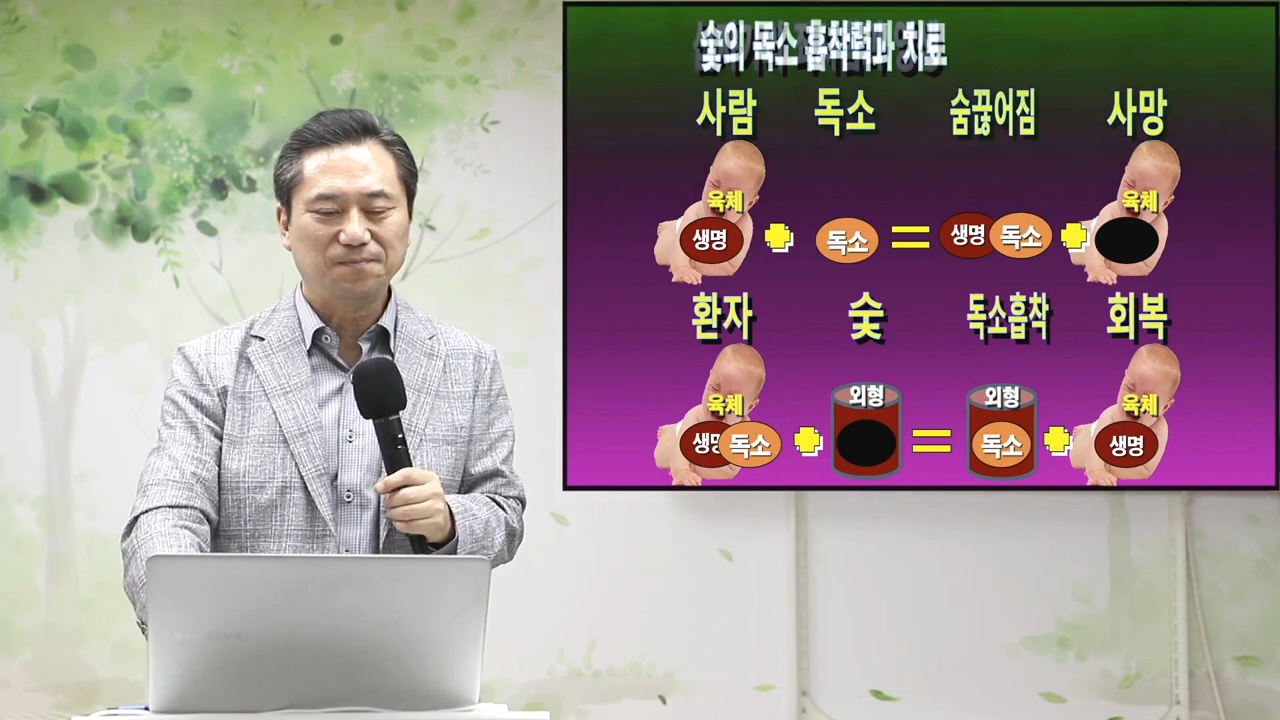 숯의 독소 흡착력과 치료
사람 독소 숨끊어짐 사망
육체 육체
생명 독소 생명 독소
환자 숯 독소흡착 회복
육체 외형 외형 육체
생명 독소 독소 생명